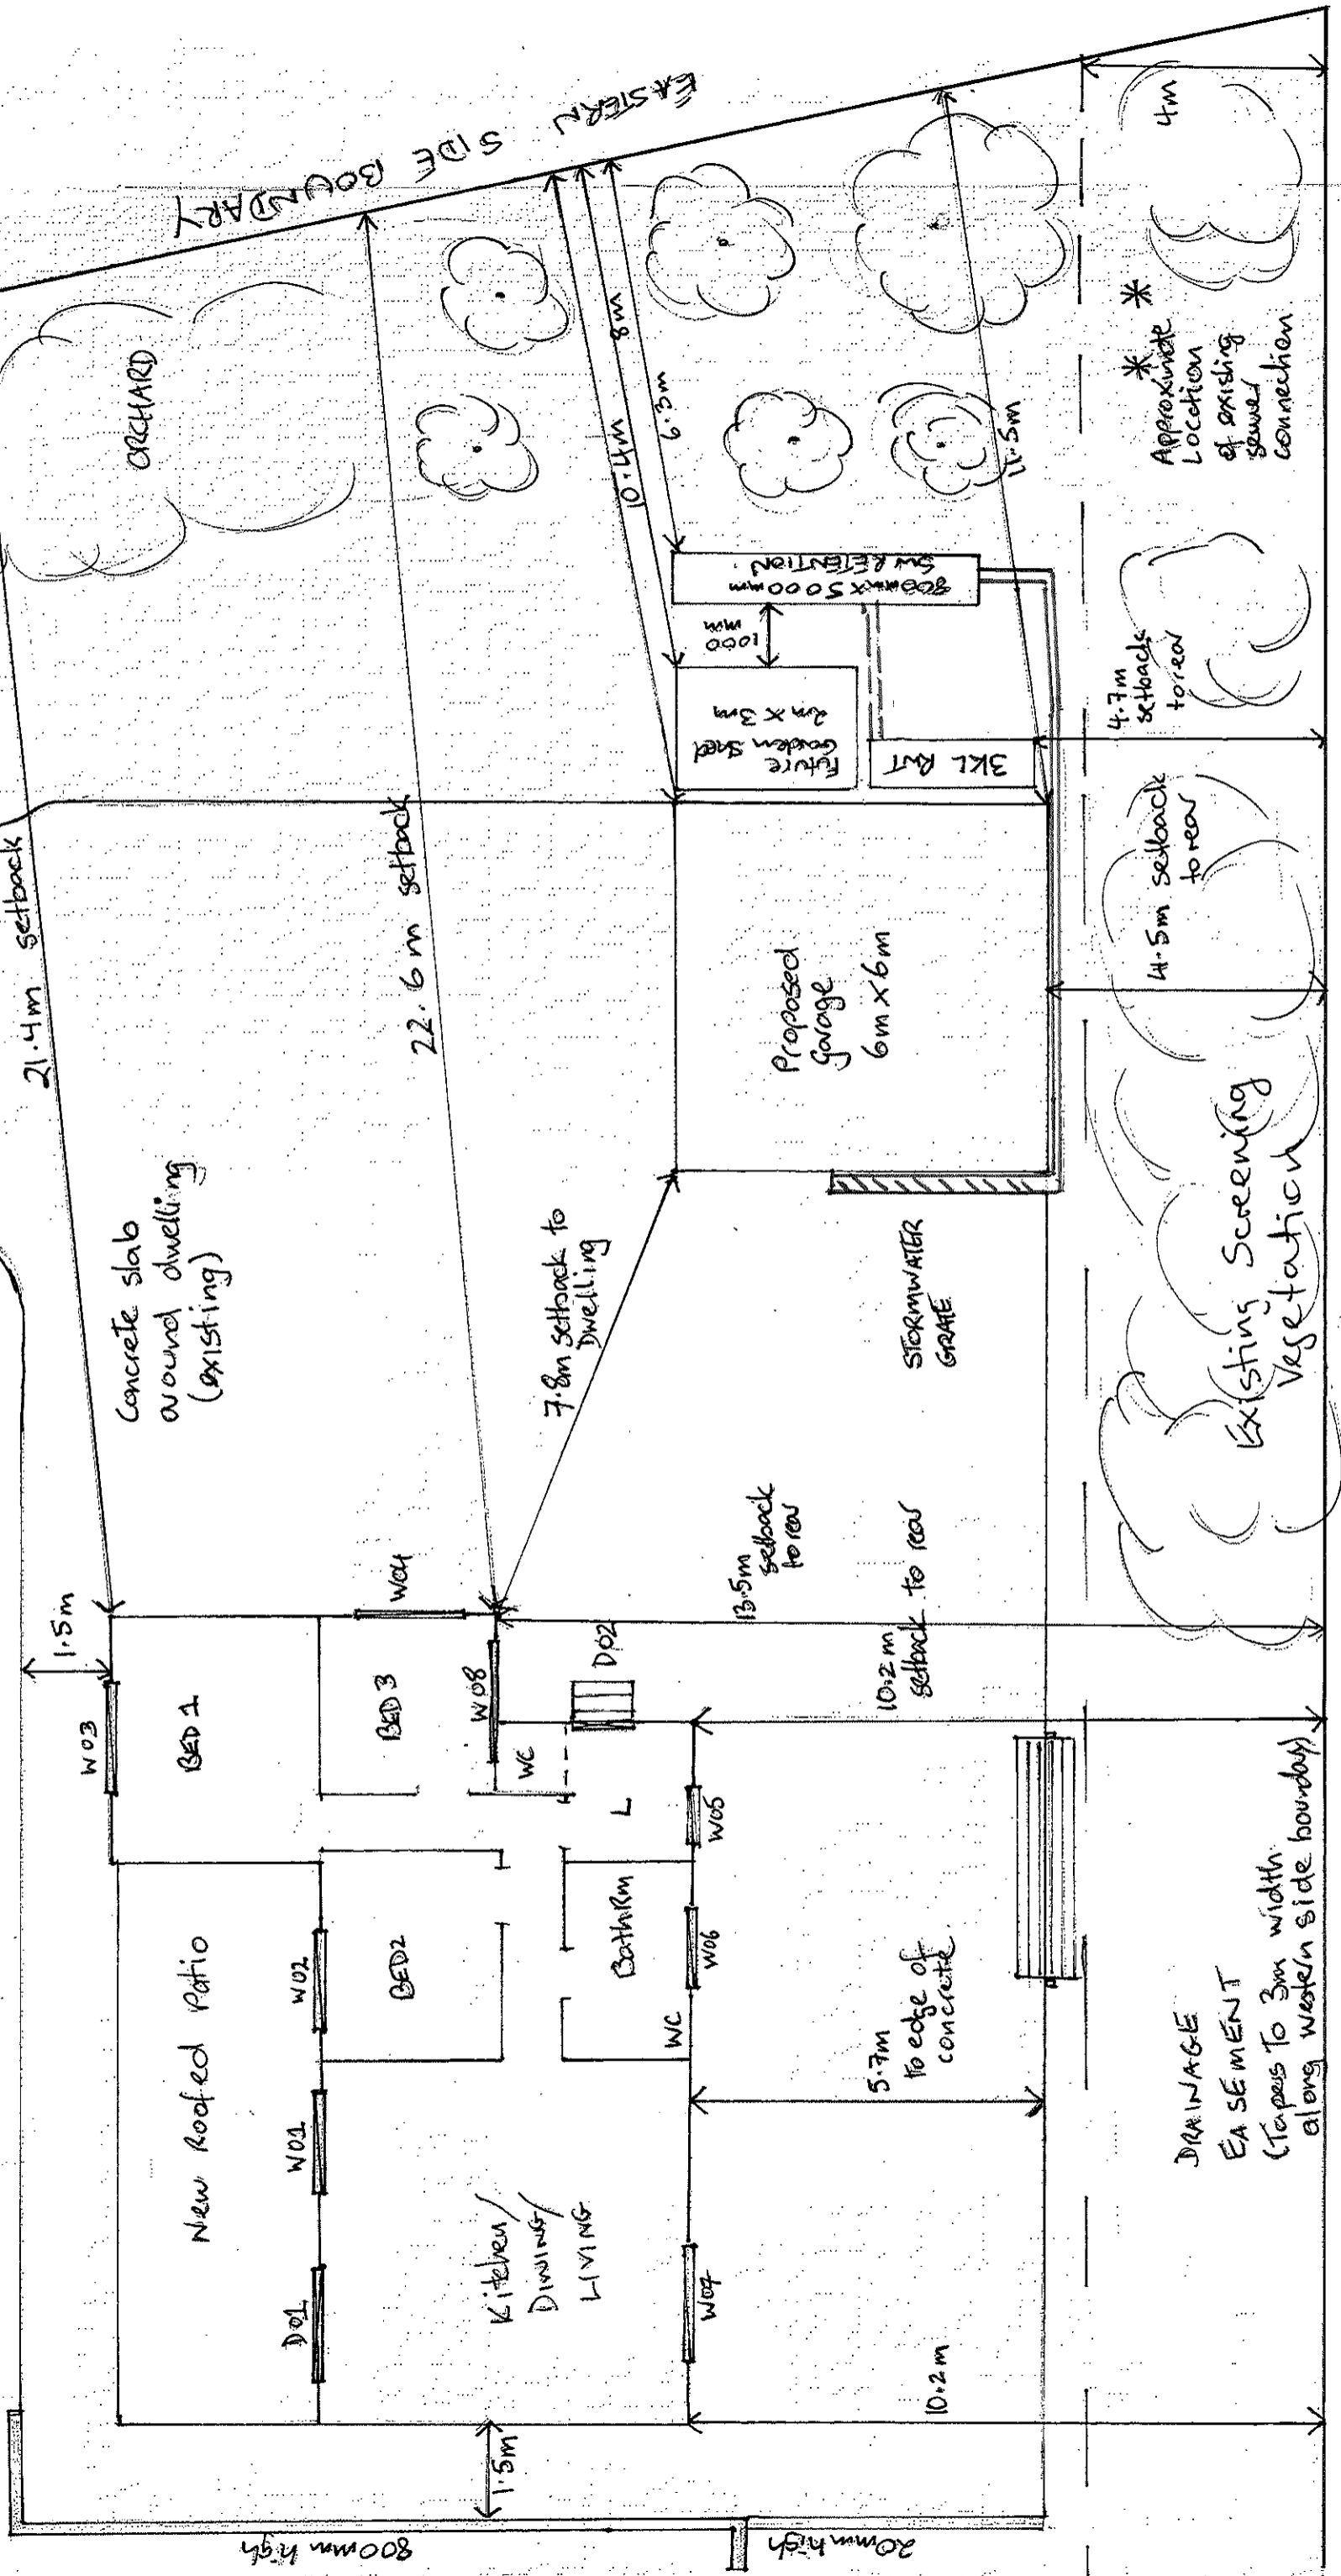 EASTERN SIDE BOUNDARY
ORCHARD
21.4m setback
22.6m setback
10.4m
8m
6.3m
11.5m
4m
* *
Approximate
Location
of existing
sewer
connection
800mm X 5000mm
SW RETENTION
1000
mm
Future
Garden Shed
2m X 3m
3KL RWT
4.7m
setback
to rear
4.5m setback
to rear
Proposed
Garage
6m X 6m
Concrete slab
around dwelling
(existing)
7.8m setback to
Dwelling
STORMWATER
GRATE
Existing Screening
Vegetation
13.5m
setback
to rear
10.2m
setback to rear
1.5m
W03
BED 1
W04
BED 3
W08
D02
WC
L
W05
New Roofed Patio
W02
BED2
BathRm
W06
WC
W01
D01
Kitchen/
DINING/
LIVING
W07
5.7m
to edge of
concrete.
10.2m
1.5m
DRAINAGE
EASEMENT
(Tapers To 3m width
along western side boundary)
800mm high
20mm high